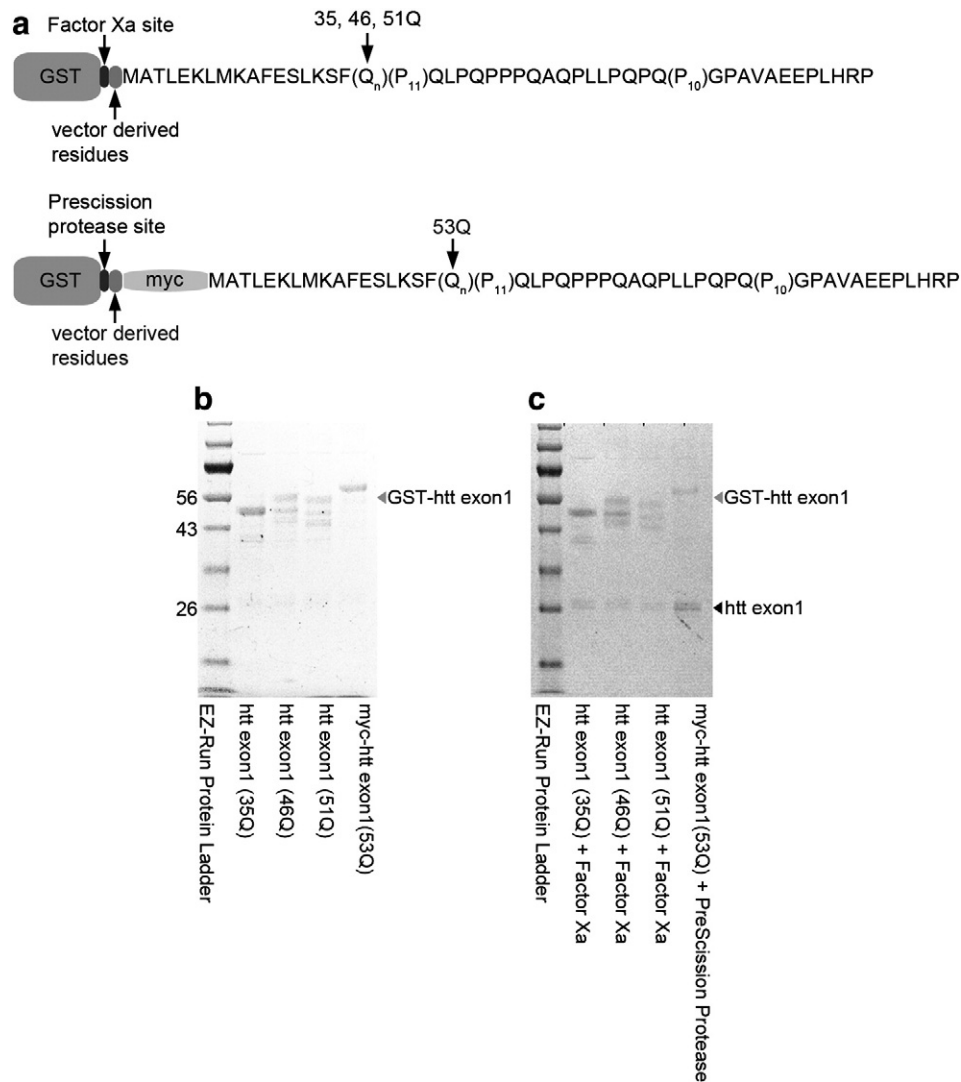 a
Factor Xa site
35, 46, 51Q
GST
MATLEKLMKAFESLKSF(Qn)(P11)QLPQPPPQAQPLLPQPQ(P10)GPAVAEEPLHRP
vector derived
residues
Prescission
protease site
53Q
GST
myc
MATLEKLMKAFESLKSF(Qn)(P11)QLPQPPPQAQPLLPQPQ(P10)GPAVAEEPLHRP
vector derived
residues
b
56
43
26
GST-htt exon1
EZ-Run Protein Ladder
htt exon1 (35Q)
htt exon1 (46Q)
htt exon1 (51Q)
myc-htt exon1(53Q)
c
GST-htt exon1
htt exon1
EZ-Run Protein Ladder
htt exon1 (35Q) + Factor Xa
htt exon1 (46Q) + Factor Xa
htt exon1 (51Q) + Factor Xa
myc-htt exon1(53Q) + PreScission Protease